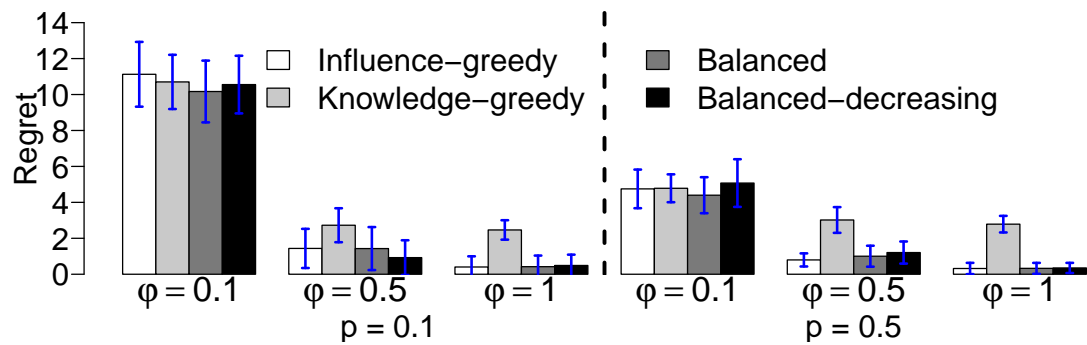 Regret
14
12
10
8
6
4
2
0
Influence−greedy
Knowledge−greedy
Balanced
Balanced−decreasing
φ = 0.1
φ = 0.5
φ = 1
φ = 0.1
φ = 0.5
φ = 1
p = 0.1
p = 0.5